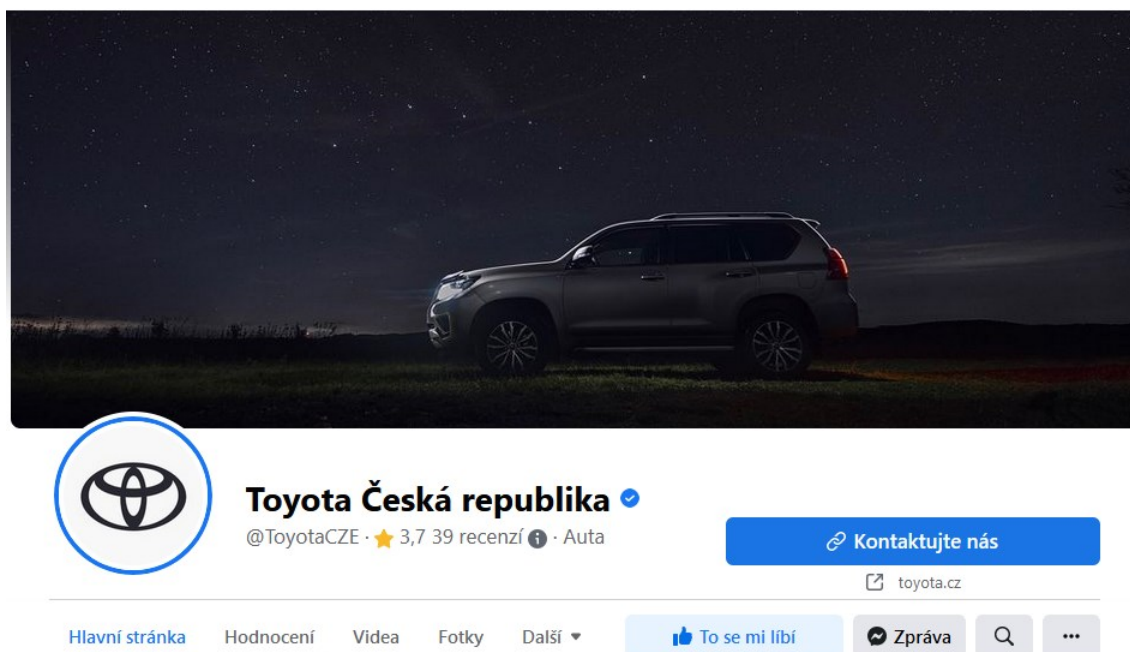 Toyota Česká republika
@ToyotaCZE · 3,7 39 recenzí · Auta
Kontaktujte nás
toyota.cz
Hlavní stránka Hodnocení Videa Fotky Další To se mi líbí Zpráva